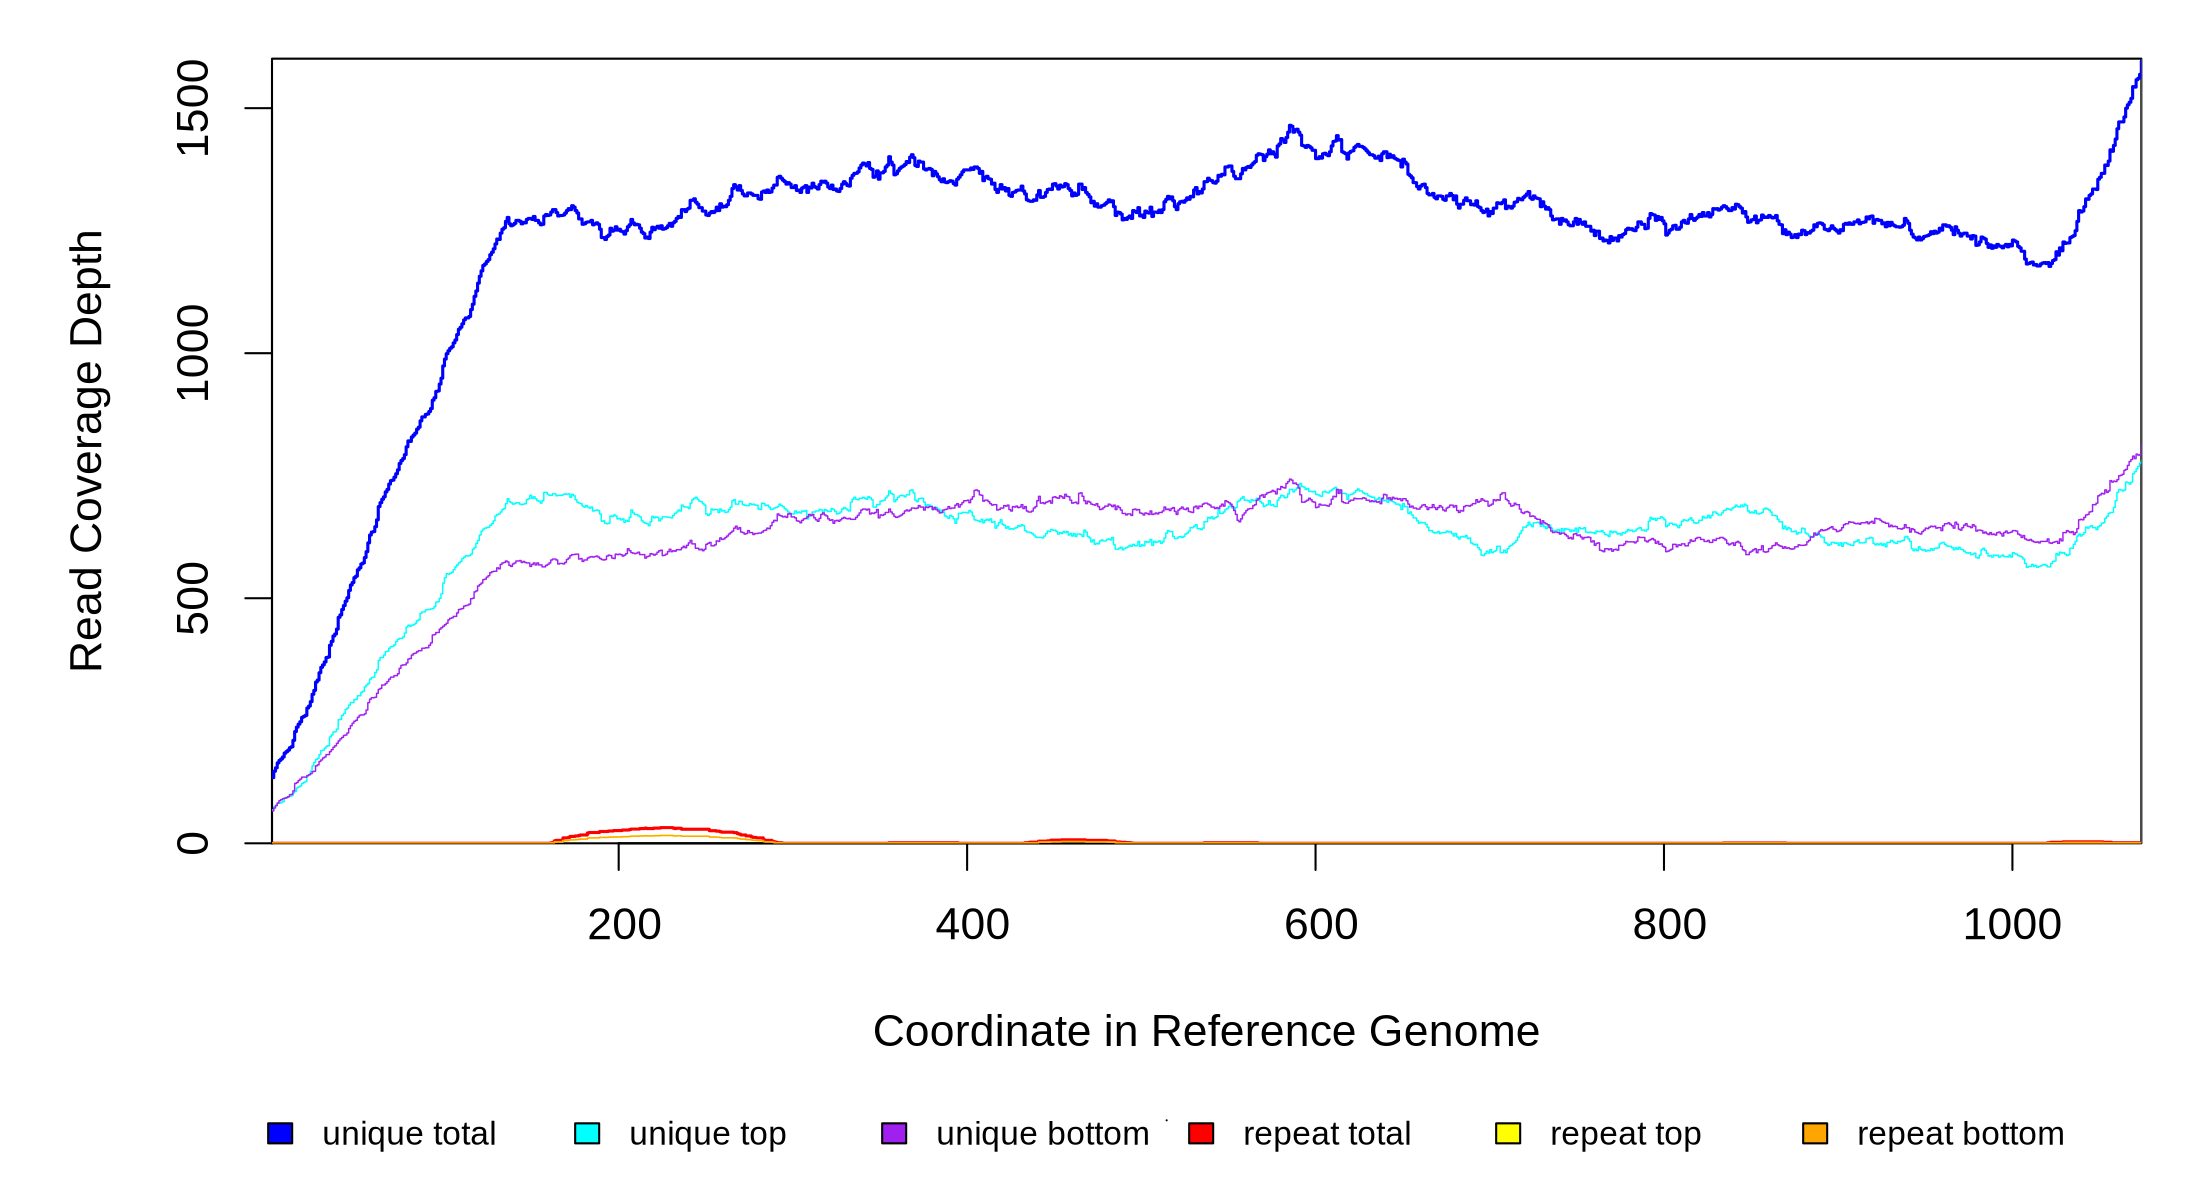 Read Coverage Depth
1500
1000
500
0
200 400 600 800 1000
Coordinate in Reference Genome
unique total unique top unique bottom repeat total repeat top repeat bottom